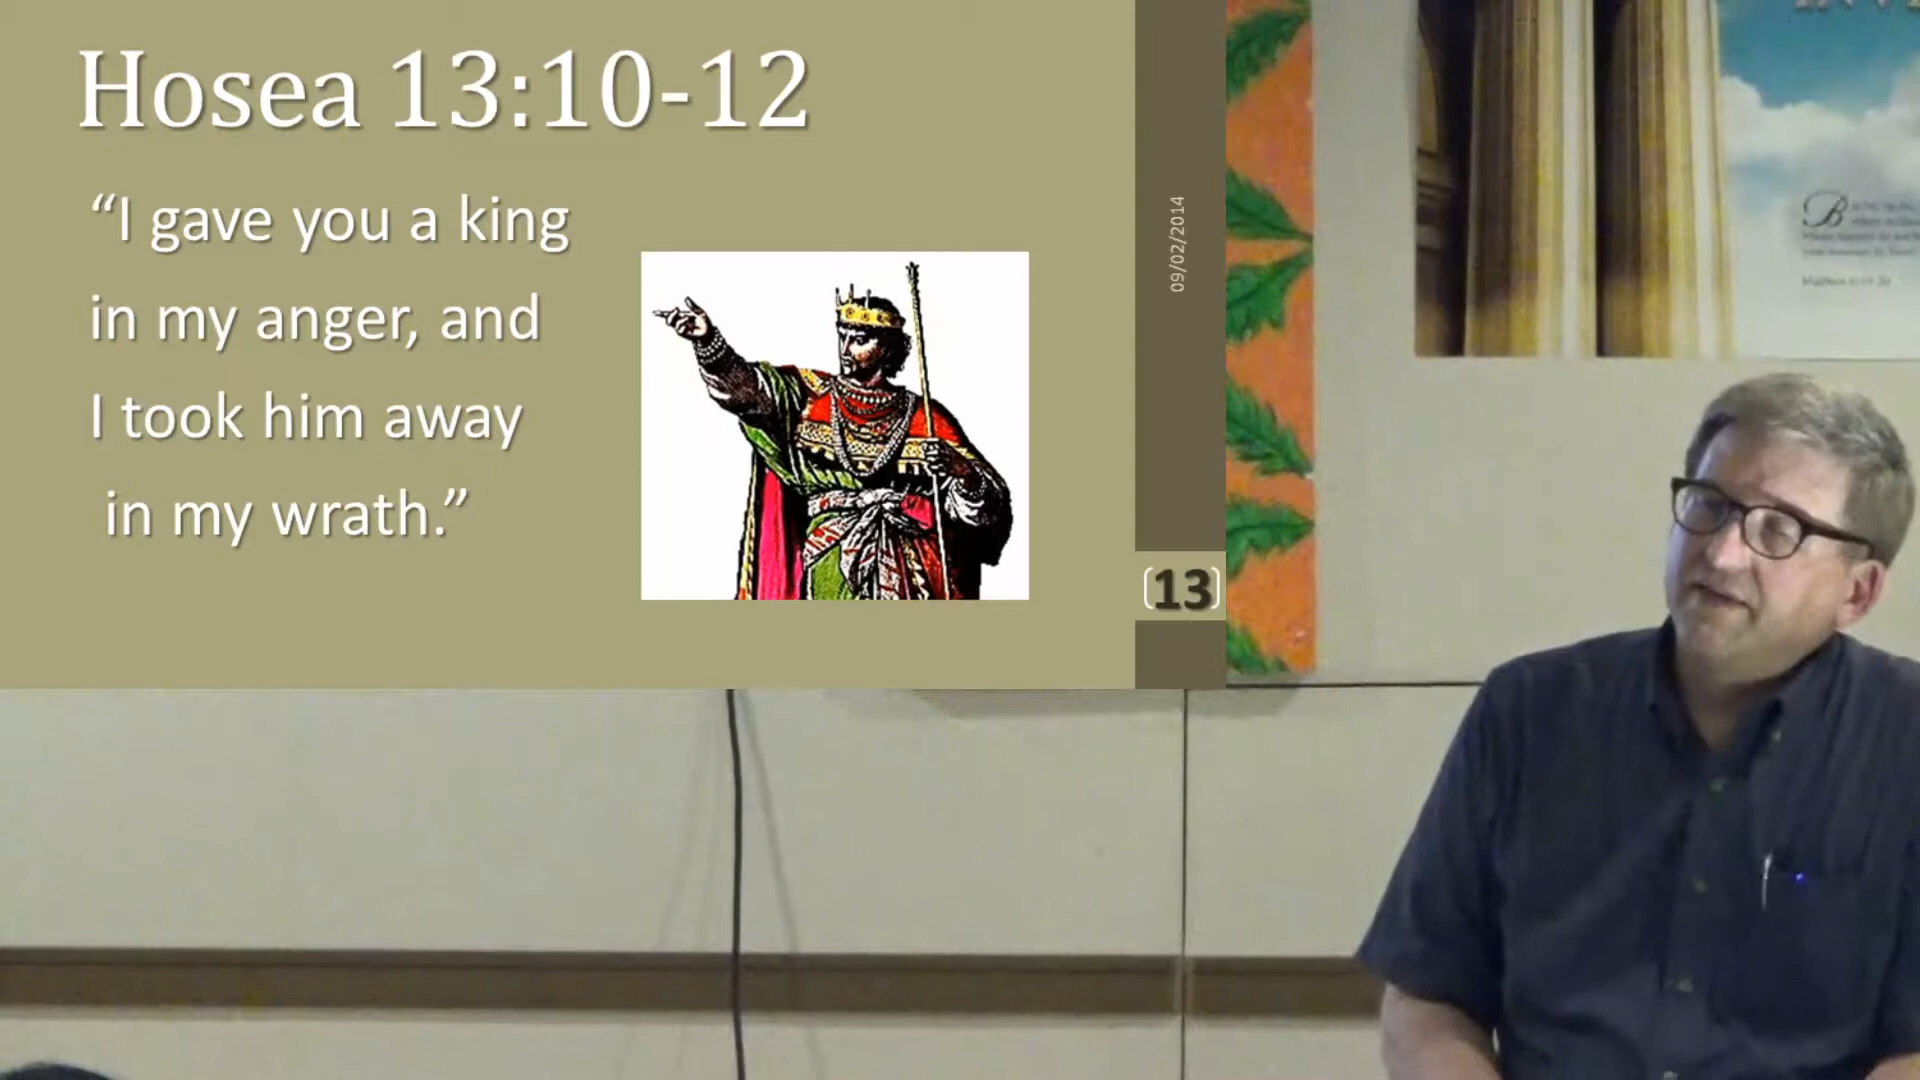 Hosea 13:10-12
“I gave you a king
in my anger, and
I took him away
in my wrath.”
09/02/2014
13